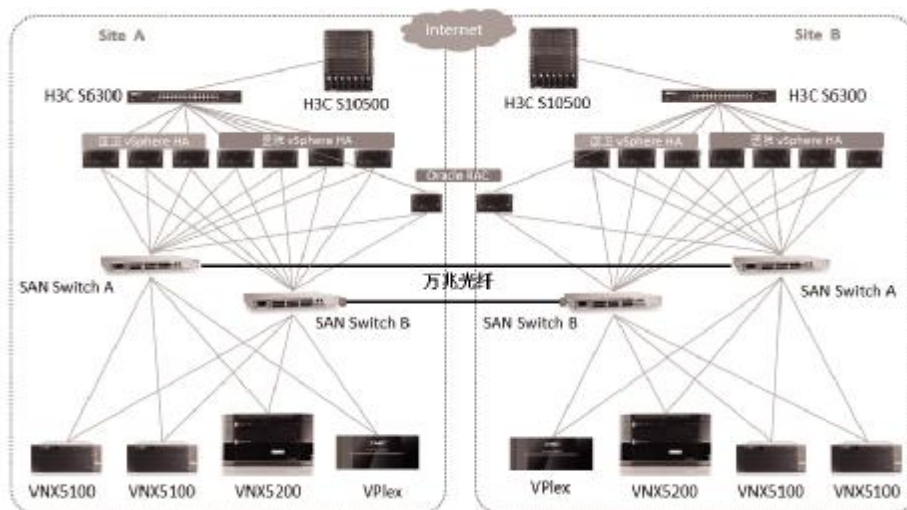 Internet
Site A
Site B
H3C S6300
H3C S10500
H3C S10500
H3C S6300
vSphere HA
vSphere HA
vSphere HA
vSphere HA
Oracle RAC
万兆光纤
SAN Switch A
SAN Switch B
SAN Switch B
SAN Switch A
VNX5100
VNX5100
VNX5200
VPlex
VPlex
VNX5200
VNX5100
VNX5100